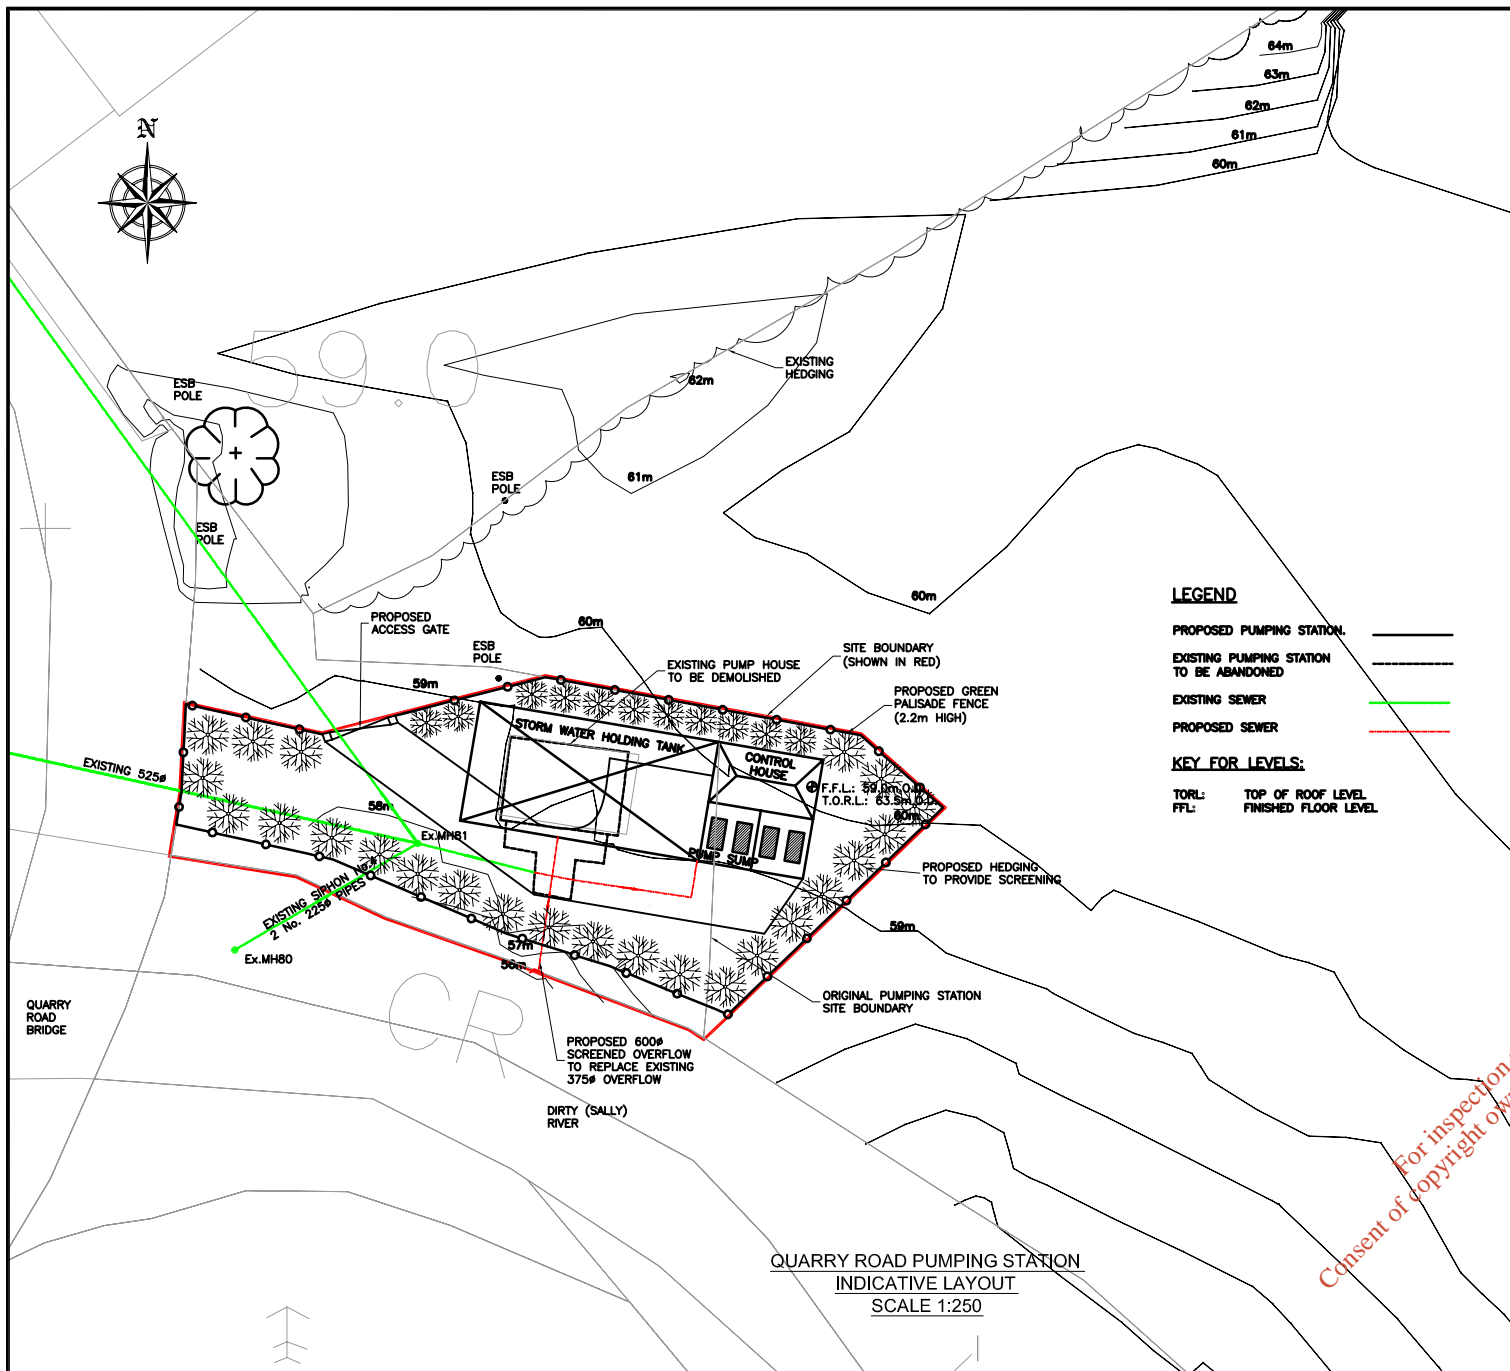 N
64m
63m
62m
61m
60m
ESB
POLE
EXISTING
HEDGING
62m
61m
ESB
POLE
ESB
POLE
60m
60m
PROPOSED
ACCESS GATE
ESB
POLE
59m
EXISTING PUMP HOUSE
TO BE DEMOLISHED
SITE BOUNDARY
(SHOWN IN RED)
PROPOSED GREEN
PALISADE FENCE
(2.2m HIGH)
LEGEND
PROPOSED PUMPING STATION.
EXISTING PUMPING STATION
TO BE ABANDONED
EXISTING SEWER
PROPOSED SEWER
KEY FOR LEVELS:
TORL: TOP OF ROOF LEVEL
FFL: FINISHED FLOOR LEVEL
STORM WATER HOLDING TANK
CONTROL
HOUSE
F.F.L.: 59.0m.O.D.
T.O.R.L.: 63.5m.O.D.
60m
EXISTING 525ø
58m
Ex.MH81
PUMP SUMP
PROPOSED HEDGING
TO PROVIDE SCREENING
EXISTING SIPHON No.
2 No. 225ø PIPES
Ex.MH80
57m
56m
59m
ORIGINAL PUMPING STATION
SITE BOUNDARY
QUARRY
ROAD
BRIDGE
PROPOSED 600ø
SCREENED OVERFLOW
TO REPLACE EXISTING
375ø OVERFLOW
DIRTY (SALLY)
RIVER
For inspection
Consent of copyright
QUARRY ROAD PUMPING STATION
INDICATIVE LAYOUT
SCALE 1:250